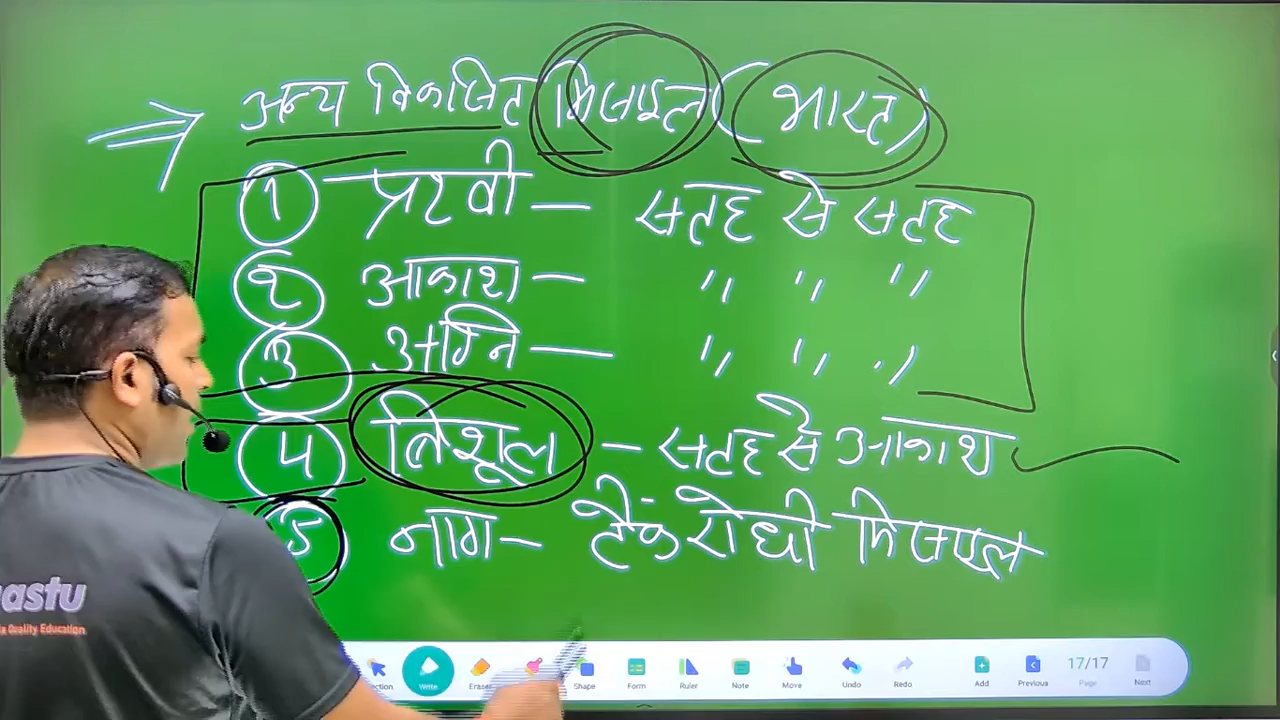 ⇒ अन्य विकसित मिसाइल (भारत)
① प्रथवी — सतह से सतह
② आकाश — " " "
③ अग्नि — " " "
④ त्रिशूल — सतह से आकाश
⑤ नाग — टैंक रोधी मिसाइल
astu
Quality Education
Write
Eraser
Shape
Form
Ruler
Note
Move
Undo
Redo
Add
Previous
17/17
Page
Next